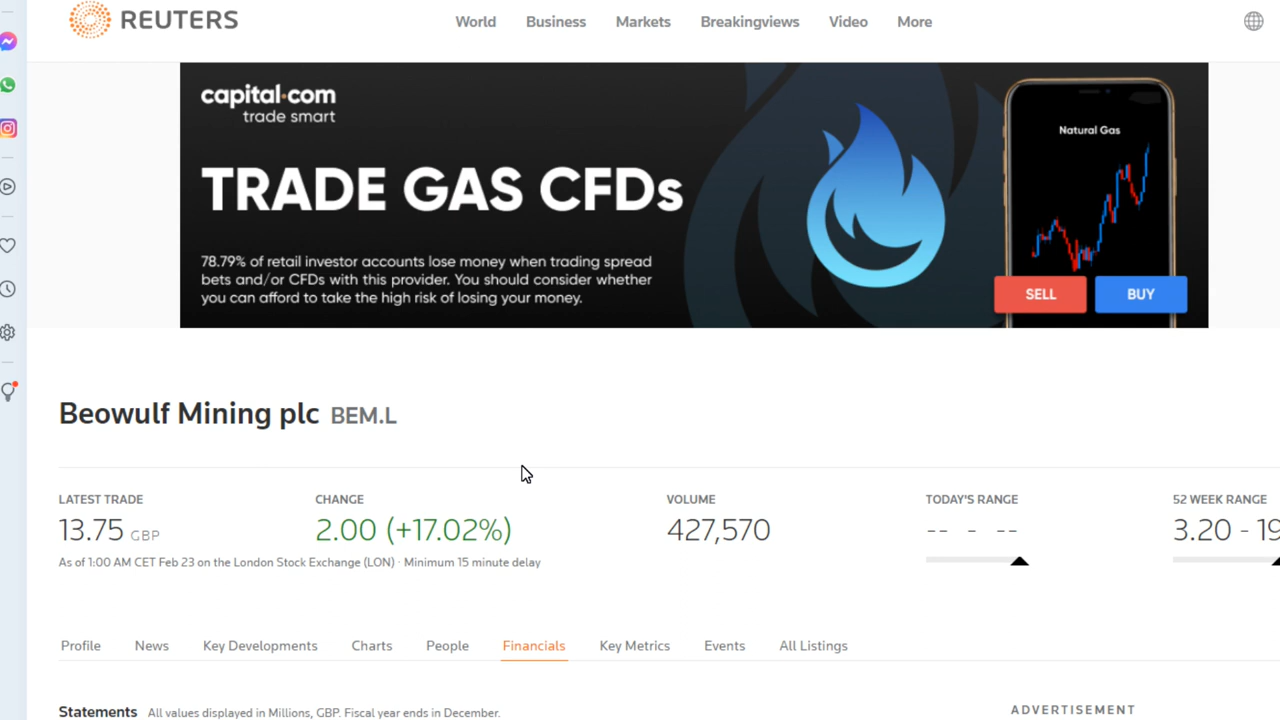 REUTERS
World Business Markets Breakingviews Video More
capital.com
trade smart
TRADE GAS CFDs
78.79% of retail investor accounts lose money when trading spread
bets and/or CFDs with this provider. You should consider whether
you can afford to take the high risk of losing your money.
Natural Gas
SELL BUY
Beowulf Mining plc BEM.L
LATEST TRADE CHANGE VOLUME TODAY'S RANGE 52 WEEK RANGE
13.75 GBP 2.00 (+17.02%) 427,570 -- - -- 3.20 - 19
As of 1:00 AM CET Feb 23 on the London Stock Exchange (LON) · Minimum 15 minute delay
Profile News Key Developments Charts People Financials Key Metrics Events All Listings
Statements All values displayed in Millions, GBP. Fiscal year ends in December.
ADVERTISEMENT